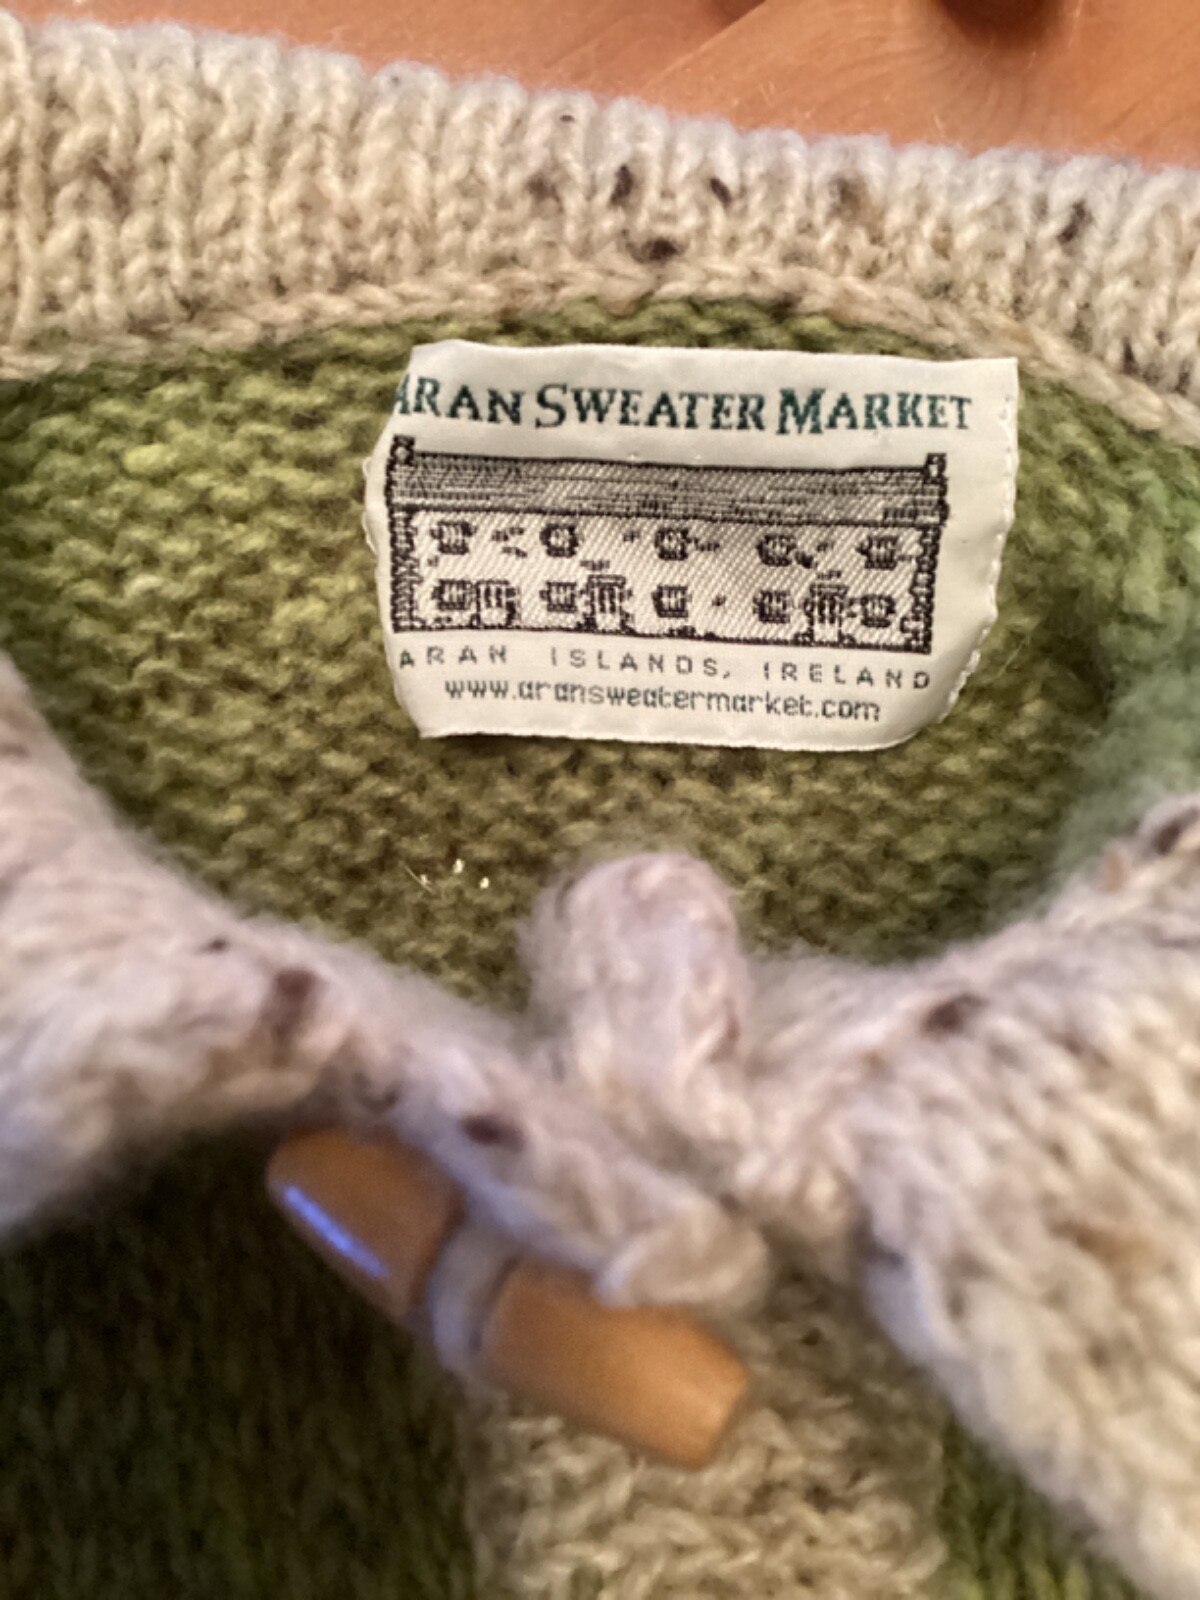 ARAN SWEATER MARKET
ARAN ISLANDS, IRELAND
www.aransweatermarket.com